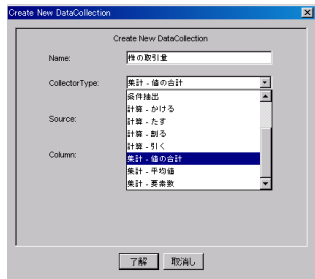 Create New DataCollection
Create New DataCollection
Name:
株の取引量
CollectorType:
集計 - 値の合計
条件抽出
計算 - かける
計算 - たす
Source:
計算 - 割る
計算 - 引く
Column:
集計 - 値の合計
集計 - 平均値
集計 - 要素数
了解
取消し